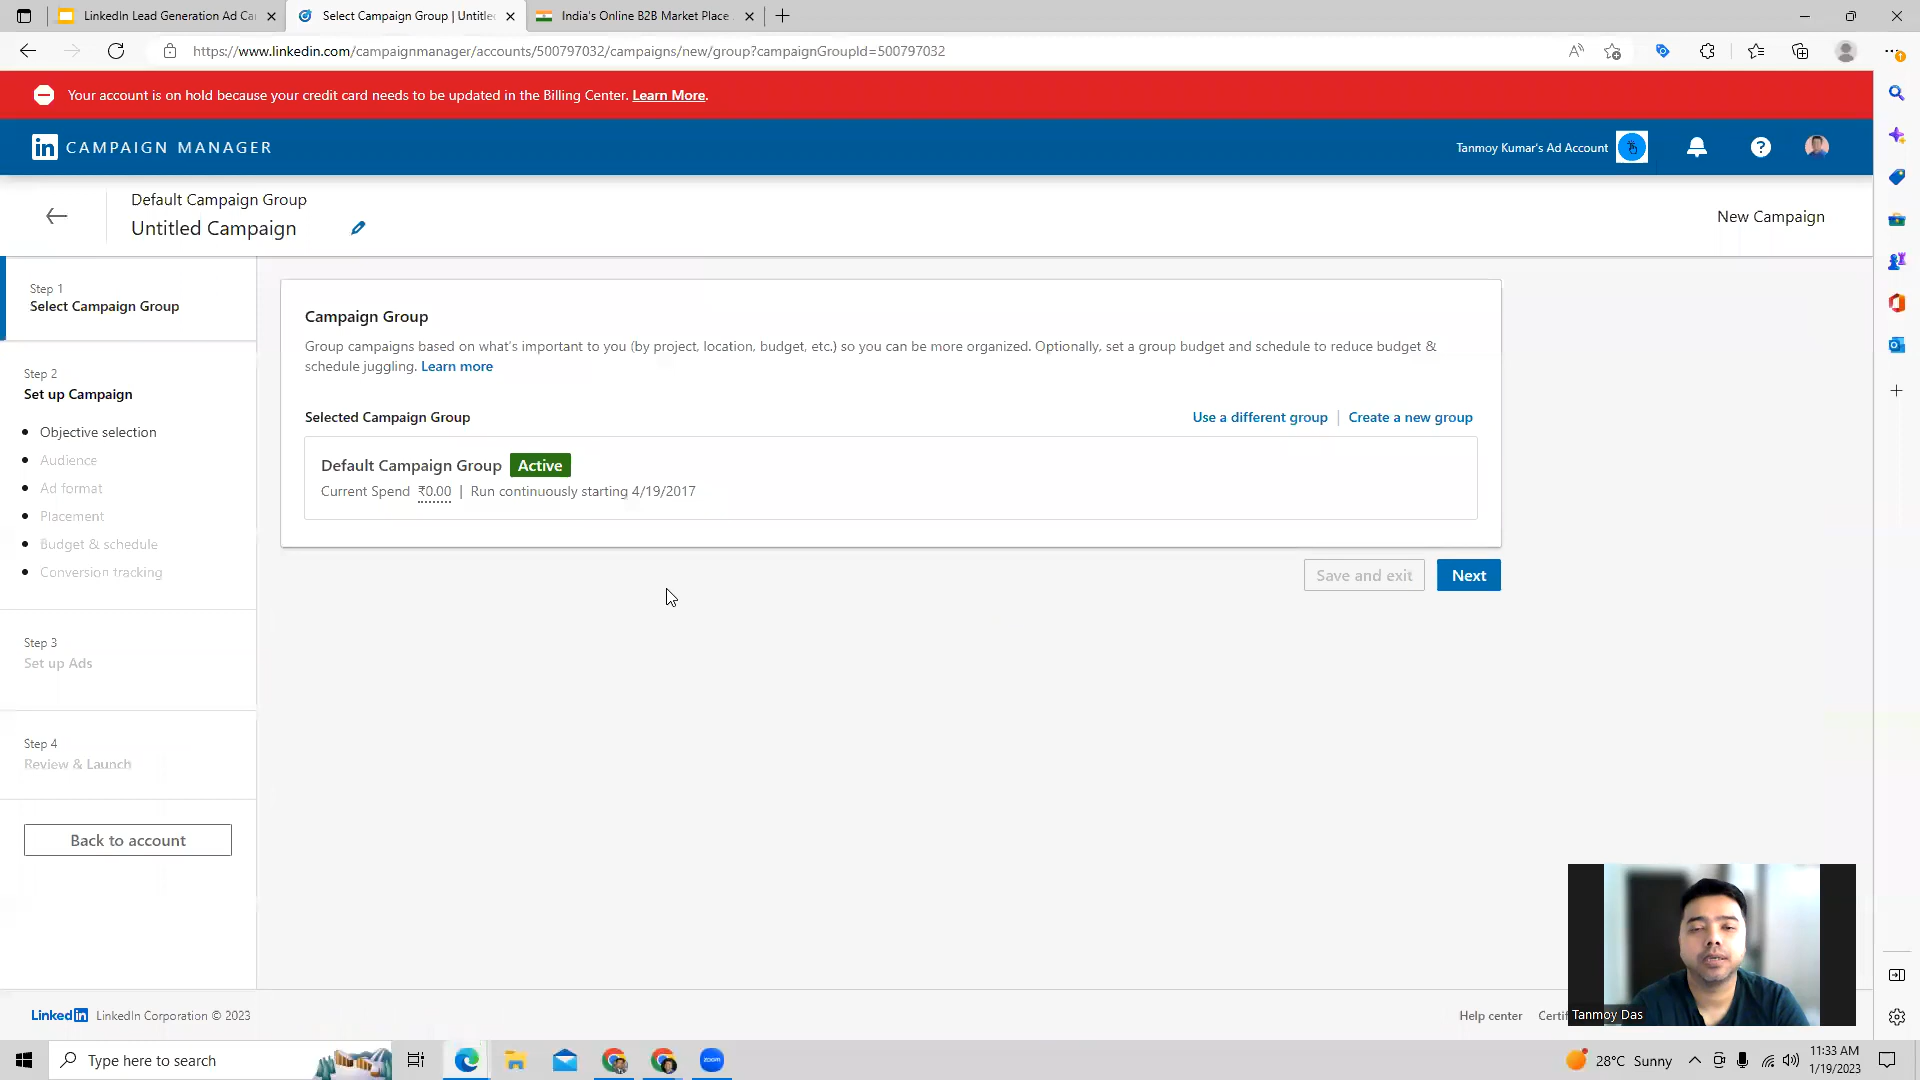 LinkedIn Lead Generation Ad Ca
Select Campaign Group | Untitle
India's Online B2B Market Place
https://www.linkedin.com/campaignmanager/accounts/500797032/campaigns/new/group?campaignGroupId=500797032
Your account is on hold because your credit card needs to be updated in the Billing Center. Learn More.
in CAMPAIGN MANAGER
Tanmoy Kumar's Ad Account
Default Campaign Group
Untitled Campaign
New Campaign
Step 1
Select Campaign Group
Step 2
Set up Campaign
Objective selection
Audience
Ad format
Placement
Budget & schedule
Conversion tracking
Step 3
Set up Ads
Step 4
Review & Launch
Back to account
Campaign Group
Group campaigns based on what's important to you (by project, location, budget, etc.) so you can be more organized. Optionally, set a group budget and schedule to reduce budget &
schedule juggling. Learn more
Selected Campaign Group
Use a different group | Create a new group
Default Campaign Group Active
Current Spend ₹0.00 | Run continuously starting 4/19/2017
Save and exit
Next
LinkedIn LinkedIn Corporation © 2023
Help center Certif
Tanmoy Das
Type here to search
zoom
28°C Sunny
11:33 AM
1/19/2023